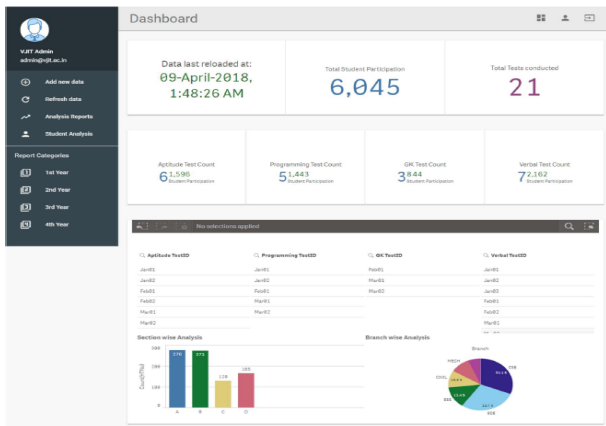 Dashboard
VJIT Admin
admin@vjit.ac.in
Add new data
Refresh data
Analysis Reports
Student Analysis
Report Categories
1st Year
2nd Year
3rd Year
4th Year
Data last reloaded at:
09-April-2018,
1:48:26 AM
Total Student Participation
6,045
Total Tests conducted
21
Aptitude Test Count
6 1,596
Student Participation
Programming Test Count
5 1,443
Student Participation
GK Test Count
3 844
Student Participation
Verbal Test Count
7 2,162
Student Participation
No selections applied
Aptitude TestID
Jan01
Jan02
Feb01
Feb02
Mar01
Mar02
Programming TestID
Jan01
Jan02
Feb01
Mar01
Mar02
GK TestID
Feb01
Mar01
Mar02
Verbal TestID
Jan01
Jan02
Jan03
Feb01
Feb02
Mar01
Section wise Analysis
300
200
100
0
276
273
128
165
A B C D
Branch wise Analysis
Branch
MECH
CIVIL
EEE
ECE
CSE